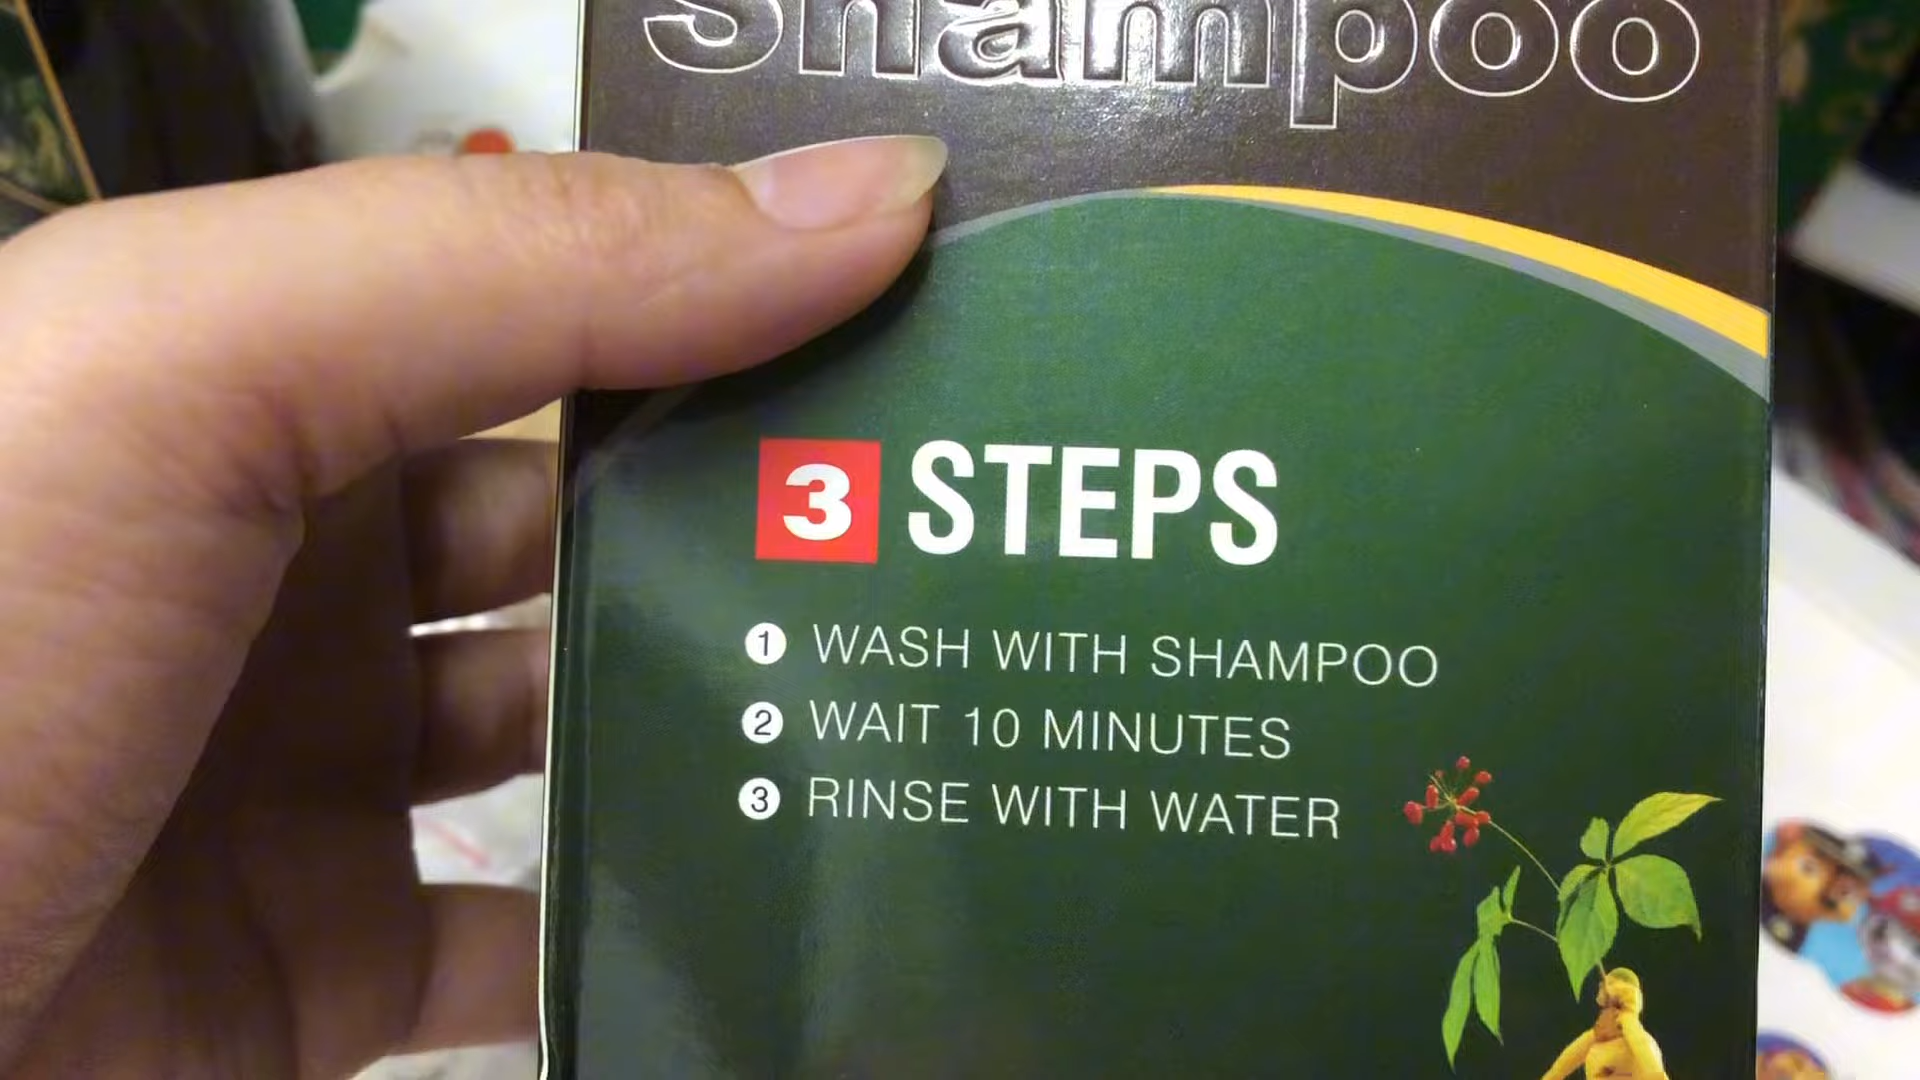 Shampoo
3 STEPS
1 WASH WITH SHAMPOO
2 WAIT 10 MINUTES
3 RINSE WITH WATER